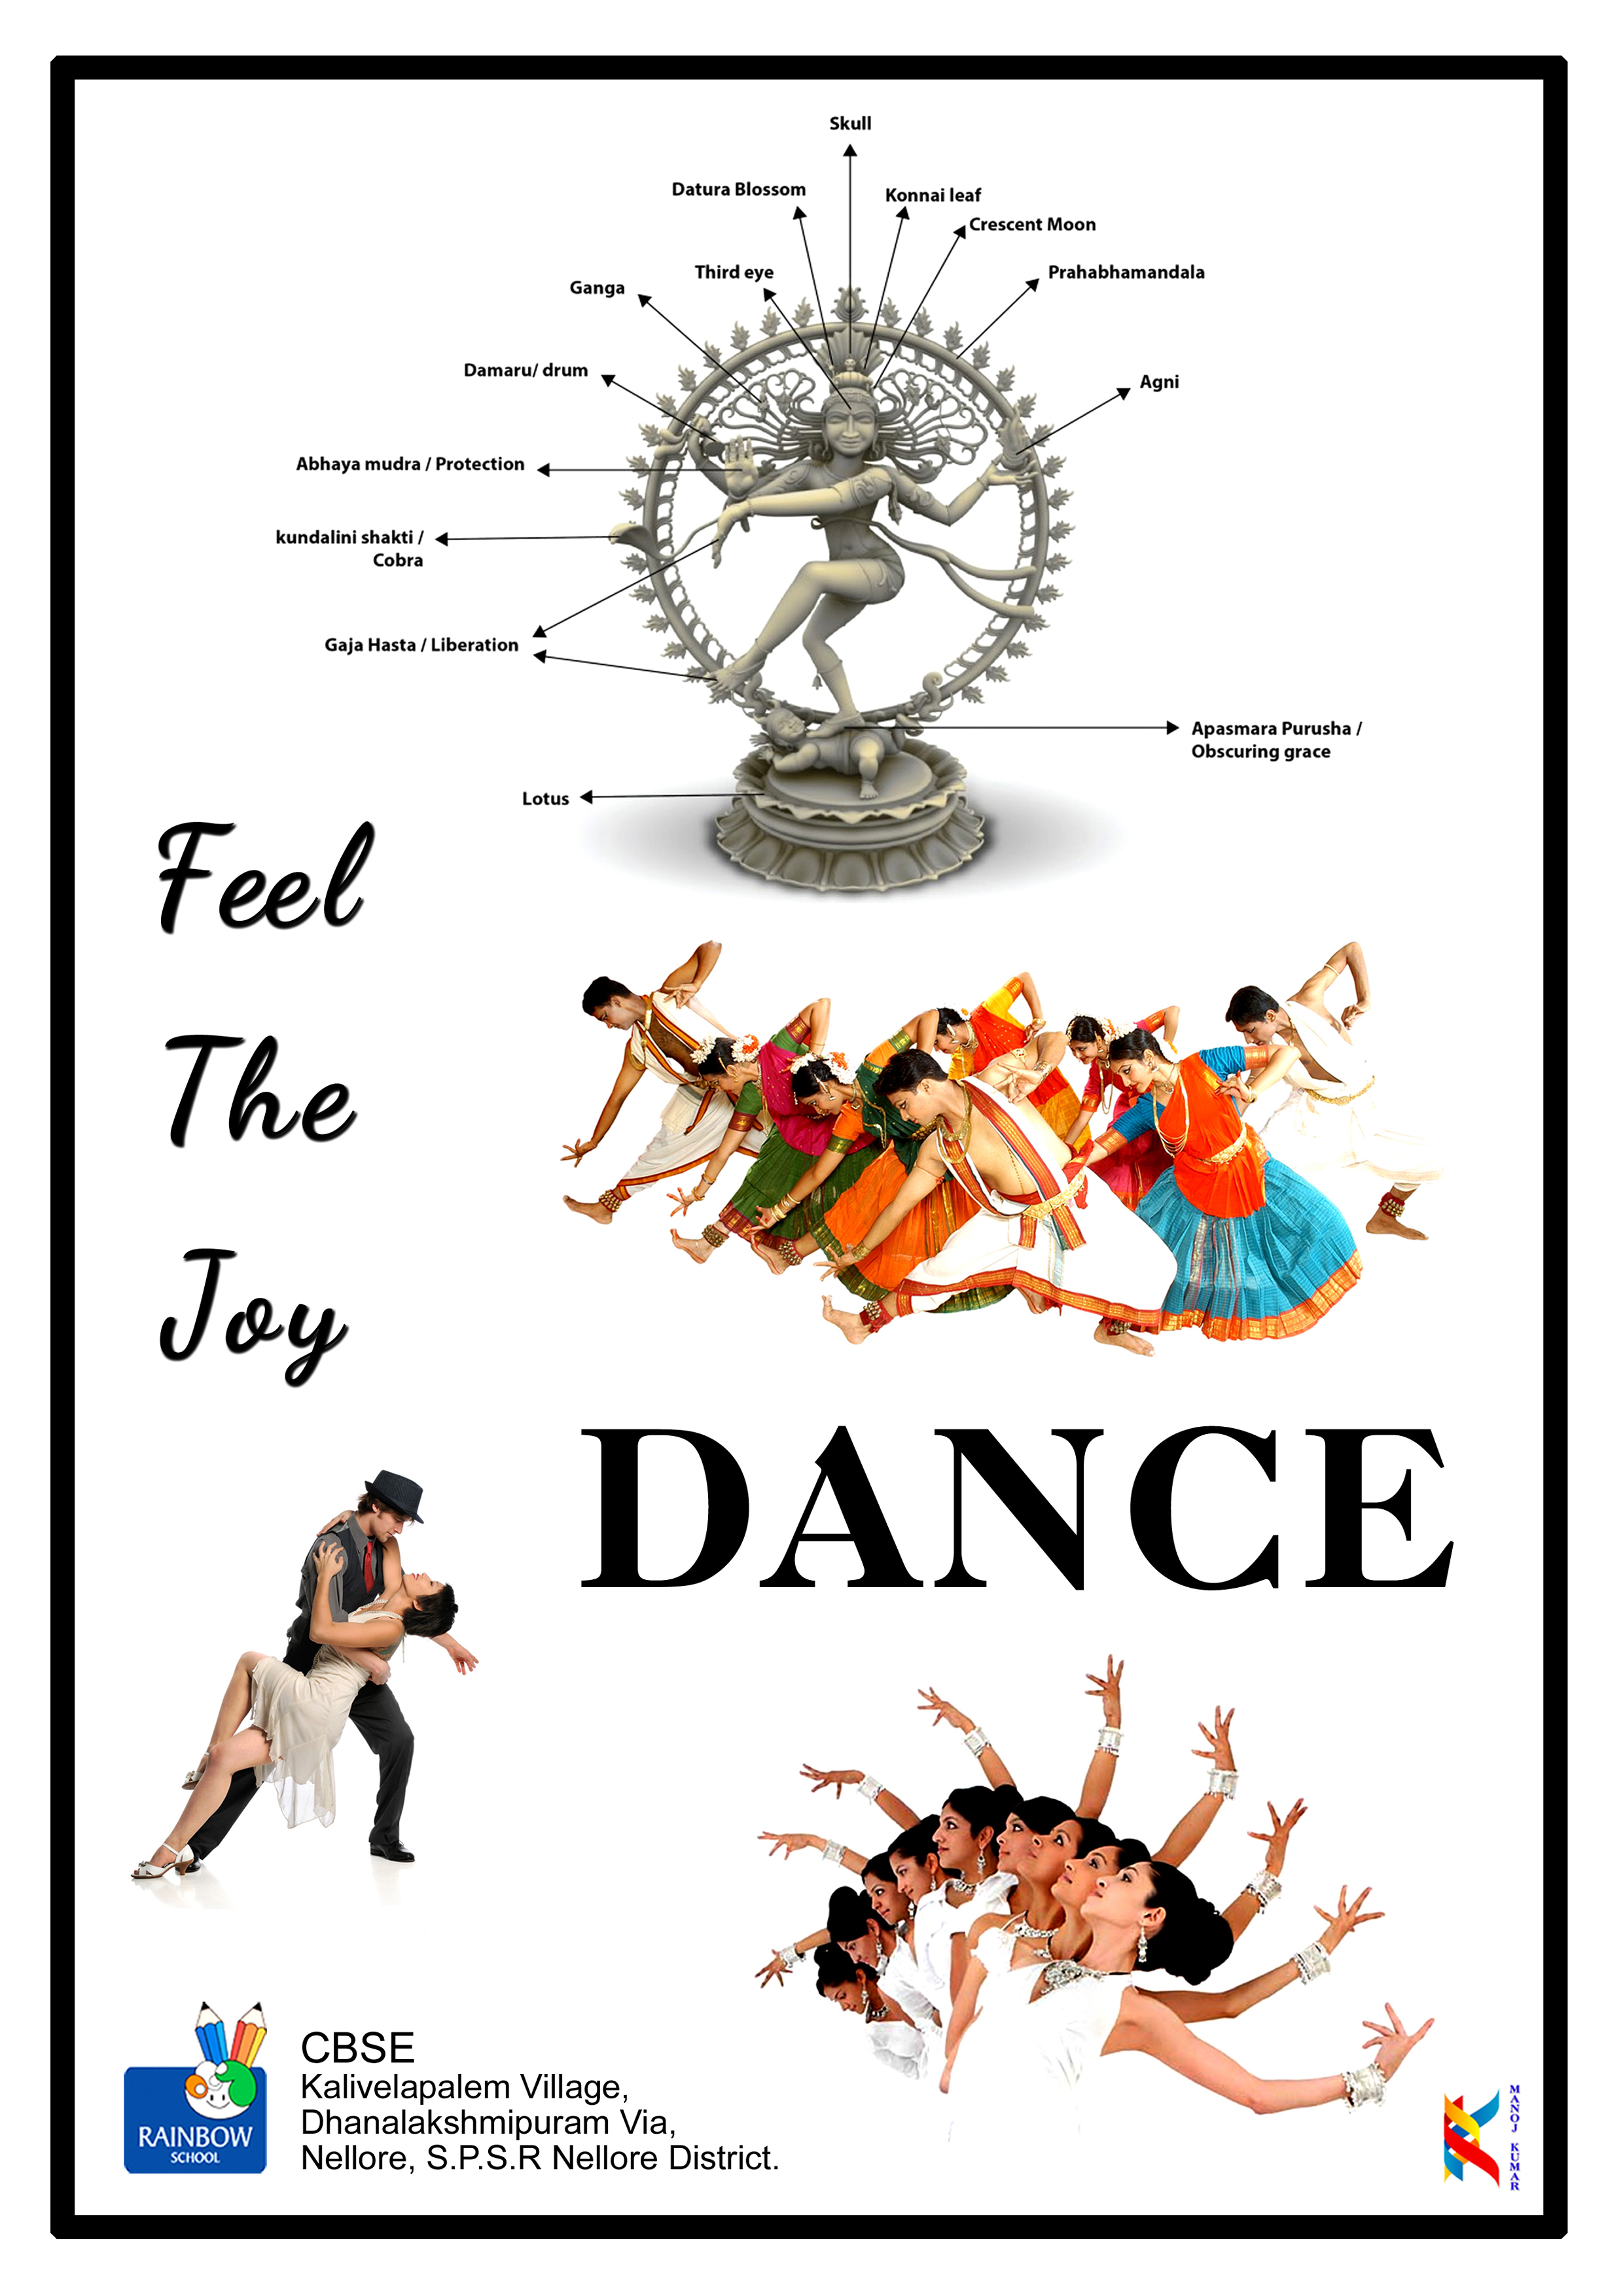 Skull
Datura Blossom
Konnai leaf
Crescent Moon
Third eye
Prahabhamandala
Ganga
Damaru/ drum
Agni
Abhaya mudra / Protection
kundalini shakti /
Cobra
Gaja Hasta / Liberation
Apasmara Purusha /
Obscuring grace
Lotus
Feel
The
Joy
DANCE
RAINBOW
SCHOOL
CBSE
Kalivelapalem Village,
Dhanalakshmipuram Via,
Nellore, S.P.S.R Nellore District.
MANOJ KUMAR